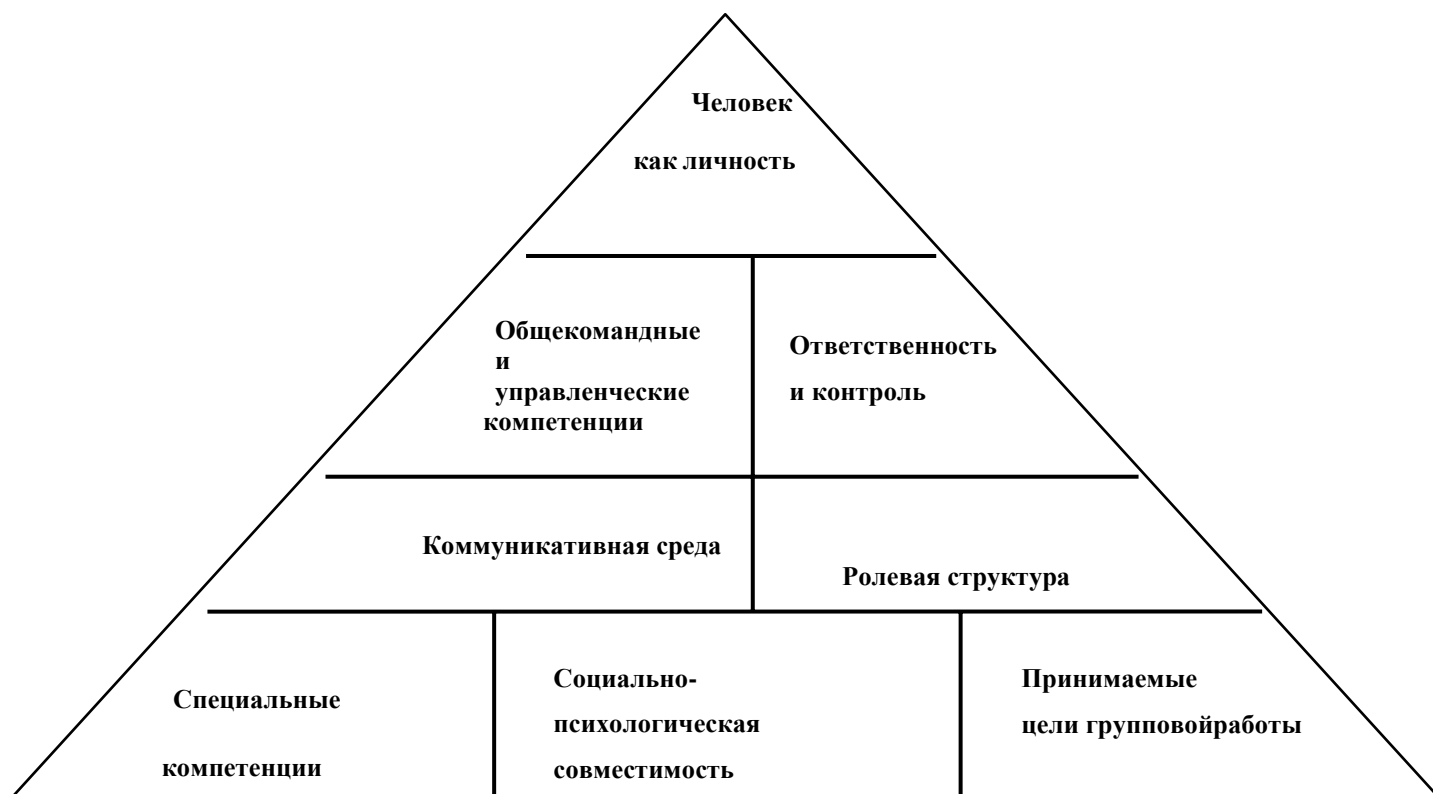 Человек
как личность
Общекомандные
и
управленческие
компетенции
Ответственность
и контроль
Коммуникативная среда
Ролевая структура
Специальные
компетенции
Социально-
психологическая
совместимость
Принимаемые
цели групповойработы